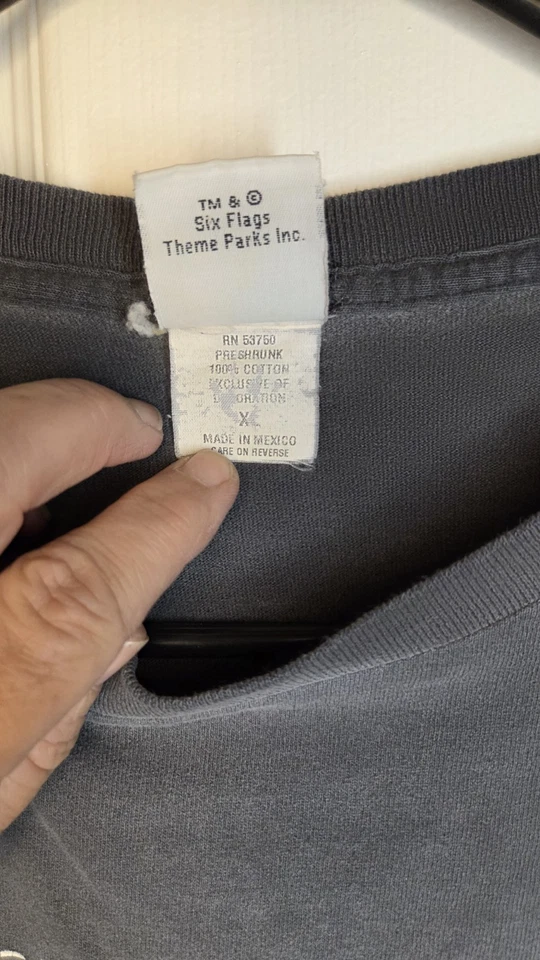 TM & ©
Six Flags
Theme Parks Inc.
RN 53750
PRESHRUNK
100% COTTON
EXCLUSIVE OF
DECORATION
MADE IN MEXICO
CARE ON REVERSE